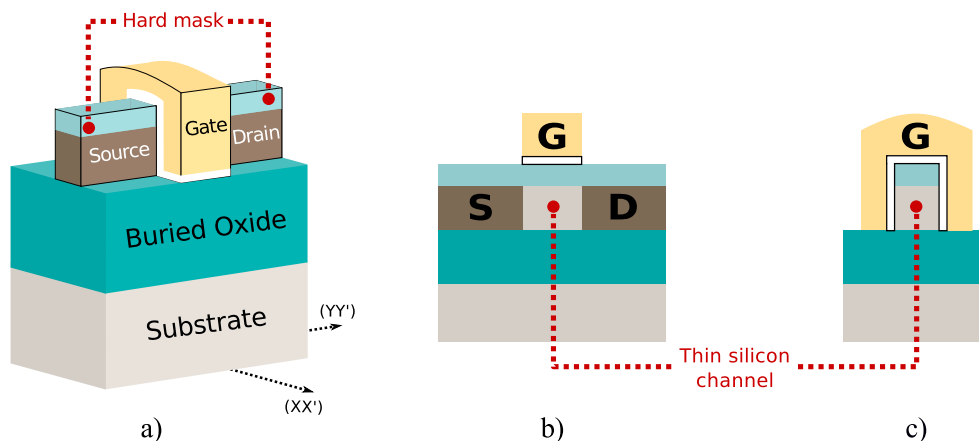 Hard mask
Source
Gate
Drain
Buried Oxide
Substrate
(YY')
(XX')
a)
G
S
D
b)
G
Thin silicon
channel
c)